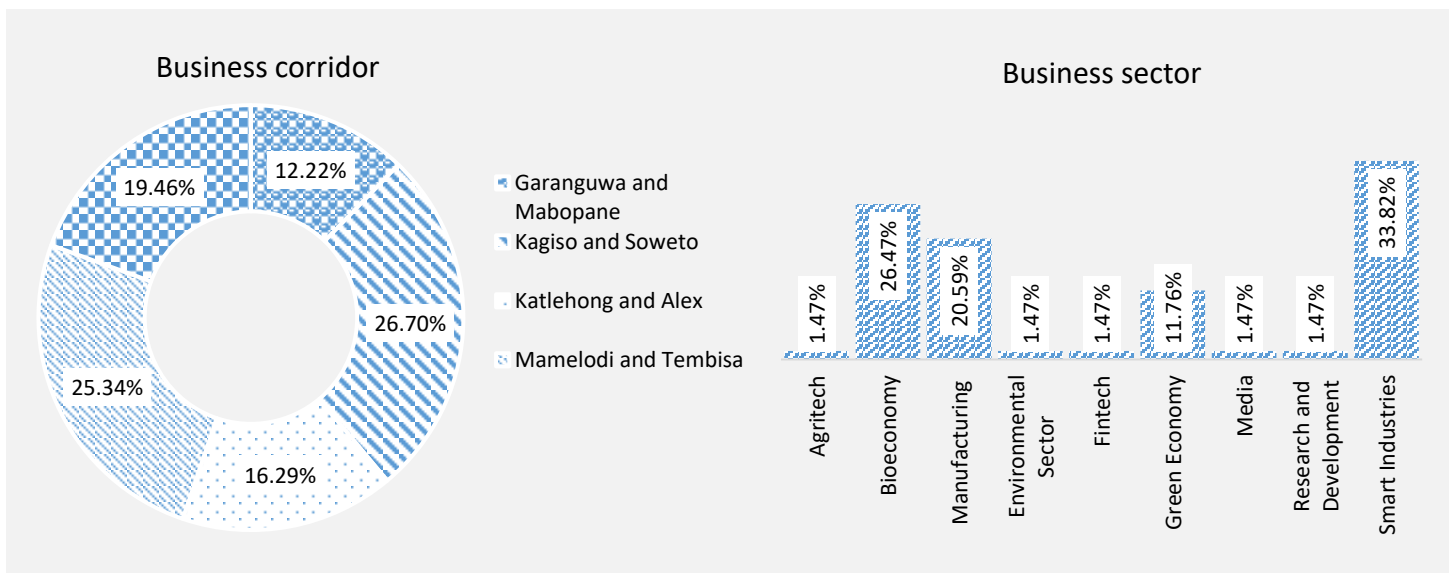 Business corridor
12.22%
26.70%
16.29%
25.34%
19.46%
Garanguwa and
Mabopane
Kagiso and Soweto
Katlehong and Alex
Mamelodi and Tembisa
Business sector
1.47%
26.47%
20.59%
1.47%
1.47%
11.76%
1.47%
1.47%
33.82%
Agritech
Bioeconomy
Manufacturing
Environmental
Sector
Fintech
Green Economy
Media
Research and
Development
Smart Industries